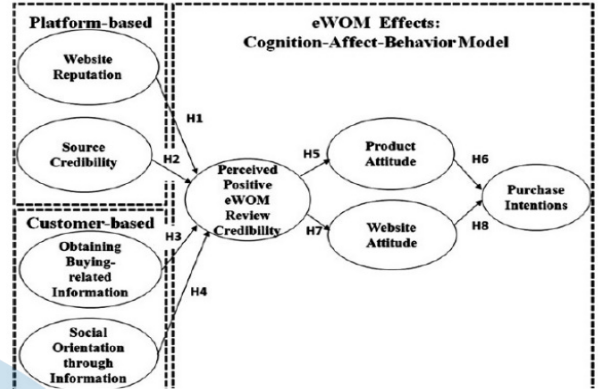 Platform-based
Website
Reputation
Source
Credibility
Customer-based
Obtaining
Buying-
related
Information
Social
Orientation
through
Information
eWOM Effects:
Cognition-Affect-Behavior Model
H1
H2
H3
H4
Perceived
Positive
eWOM
Review
Credibility
H5
H7
Product
Attitude
Website
Attitude
H6
H8
Purchase
Intentions